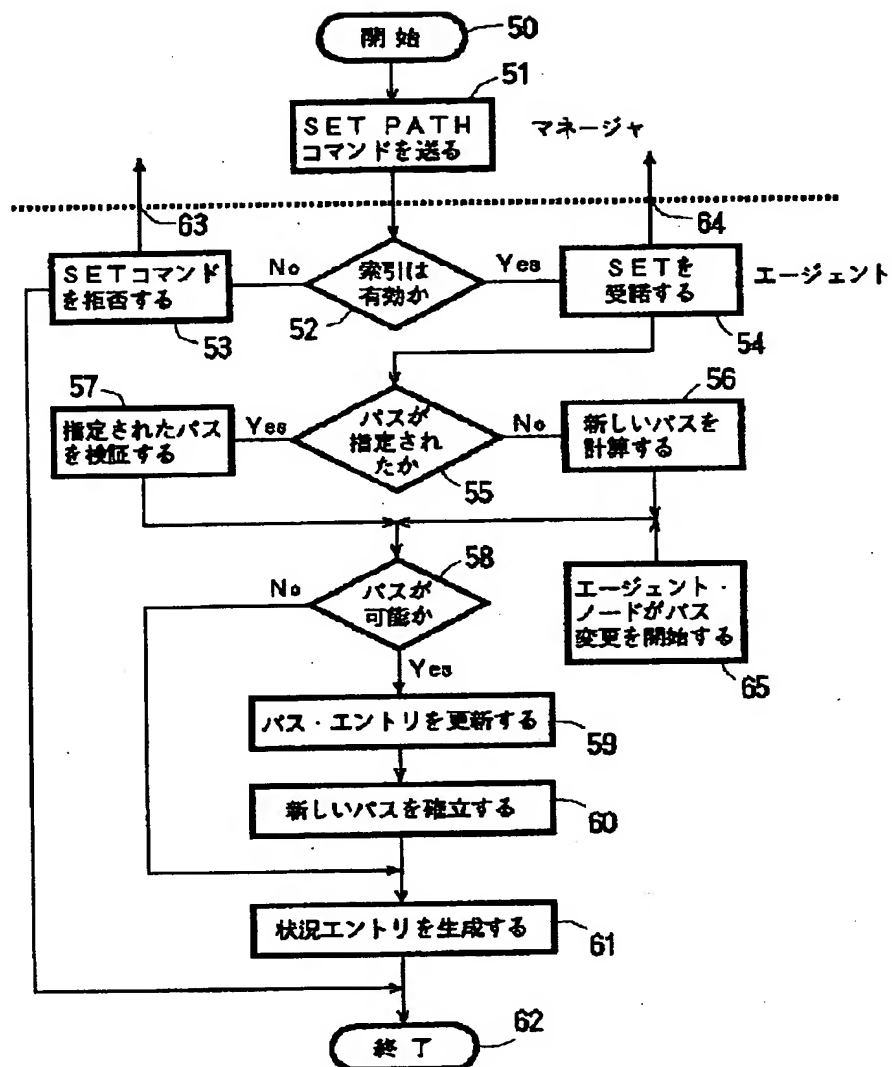 開始
50
51
SET PATH
コマンドを送る
マネージャ
63
64
SETコマンド
を拒否する
No
索引は
有効か
Yes
SETを
受諾する
エージェント
53
52
54
57
指定されたパス
を検証する
Yes
パスが
指定され
たか
No
56
新しいパスを
計算する
55
58
No
パスが
可能か
エージェント・
ノードがパス
変更を開始する
Yes
65
パス・エントリを更新する
59
新しいパスを確立する
60
状況エントリを生成する
61
62
終了